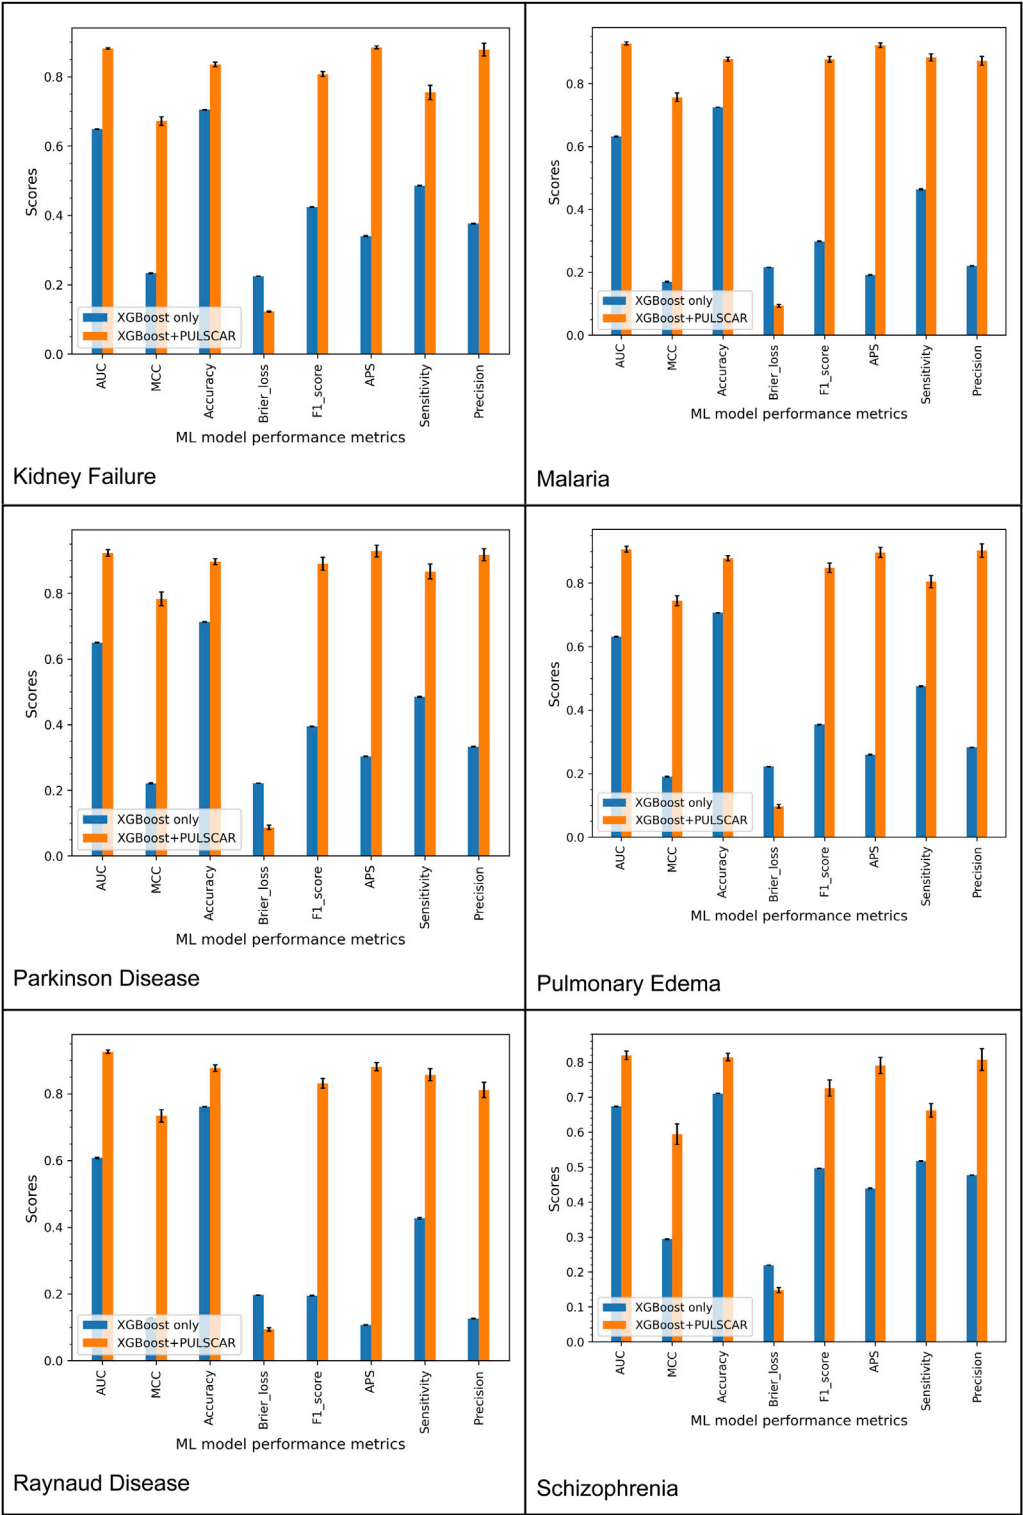 0.8
0.6
0.4
0.2
0.0
Scores
XGBoost only
XGBoost+PULSCAR
AUC
MCC
Accuracy
Brier_loss
F1_score
APS
Sensitivity
Precision
ML model performance metrics
Kidney Failure
0.8
0.6
0.4
0.2
0.0
Scores
XGBoost only
XGBoost+PULSCAR
AUC
MCC
Accuracy
Brier_loss
F1_score
APS
Sensitivity
Precision
ML model performance metrics
Malaria
0.8
0.6
0.4
0.2
0.0
Scores
XGBoost only
XGBoost+PULSCAR
AUC
MCC
Accuracy
Brier_loss
F1_score
APS
Sensitivity
Precision
ML model performance metrics
Parkinson Disease
0.8
0.6
0.4
0.2
0.0
Scores
XGBoost only
XGBoost+PULSCAR
AUC
MCC
Accuracy
Brier_loss
F1_score
APS
Sensitivity
Precision
ML model performance metrics
Pulmonary Edema
0.8
0.6
0.4
0.2
0.0
Scores
XGBoost only
XGBoost+PULSCAR
AUC
MCC
Accuracy
Brier_loss
F1_score
APS
Sensitivity
Precision
ML model performance metrics
Raynaud Disease
0.8
0.7
0.6
0.5
0.4
0.3
0.2
0.1
0.0
Scores
XGBoost only
XGBoost+PULSCAR
AUC
MCC
Accuracy
Brier_loss
F1_score
APS
Sensitivity
Precision
ML model performance metrics
Schizophrenia